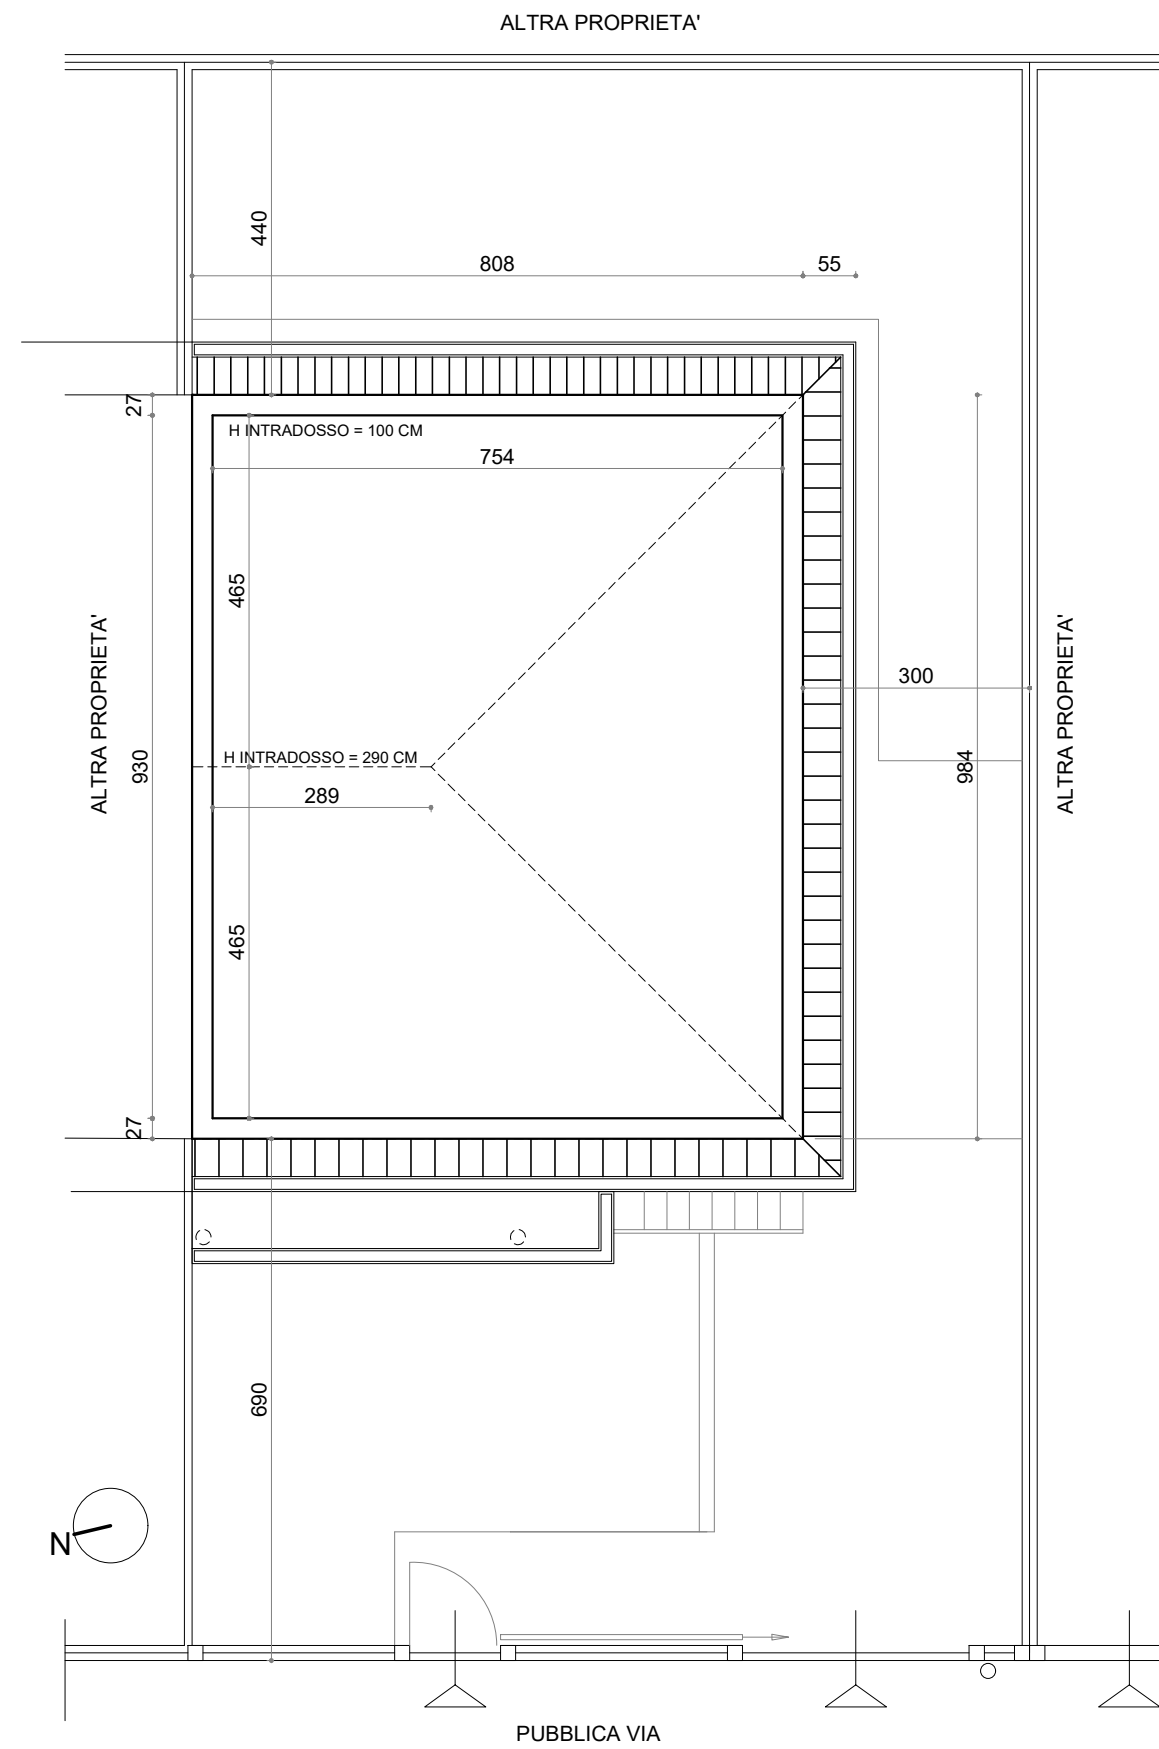 ALTRA PROPRIETA'
440
808
55
27
H INTRADOSSO = 100 CM
754
465
ALTRA PROPRIETA'
930
H INTRADOSSO = 290 CM
289
300
984
ALTRA PROPRIETA'
465
27
690
N
PUBBLICA VIA